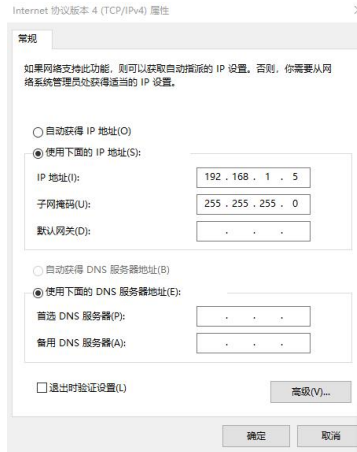 Internet 协议版本 4 (TCP/IPv4) 属性
常规
如果网络支持此功能，则可以获取自动指派的 IP 设置。否则，你需要从网
络系统管理员处获得适当的 IP 设置。
自动获得 IP 地址(O)
使用下面的 IP 地址(S):
IP 地址(I): 192 . 168 . 1 . 5
子网掩码(U): 255 . 255 . 255 . 0
默认网关(D): . . .
自动获得 DNS 服务器地址(B)
使用下面的 DNS 服务器地址(E):
首选 DNS 服务器(P): . . .
备用 DNS 服务器(A): . . .
退出时验证设置(L)
高级(V)...
确定 取消